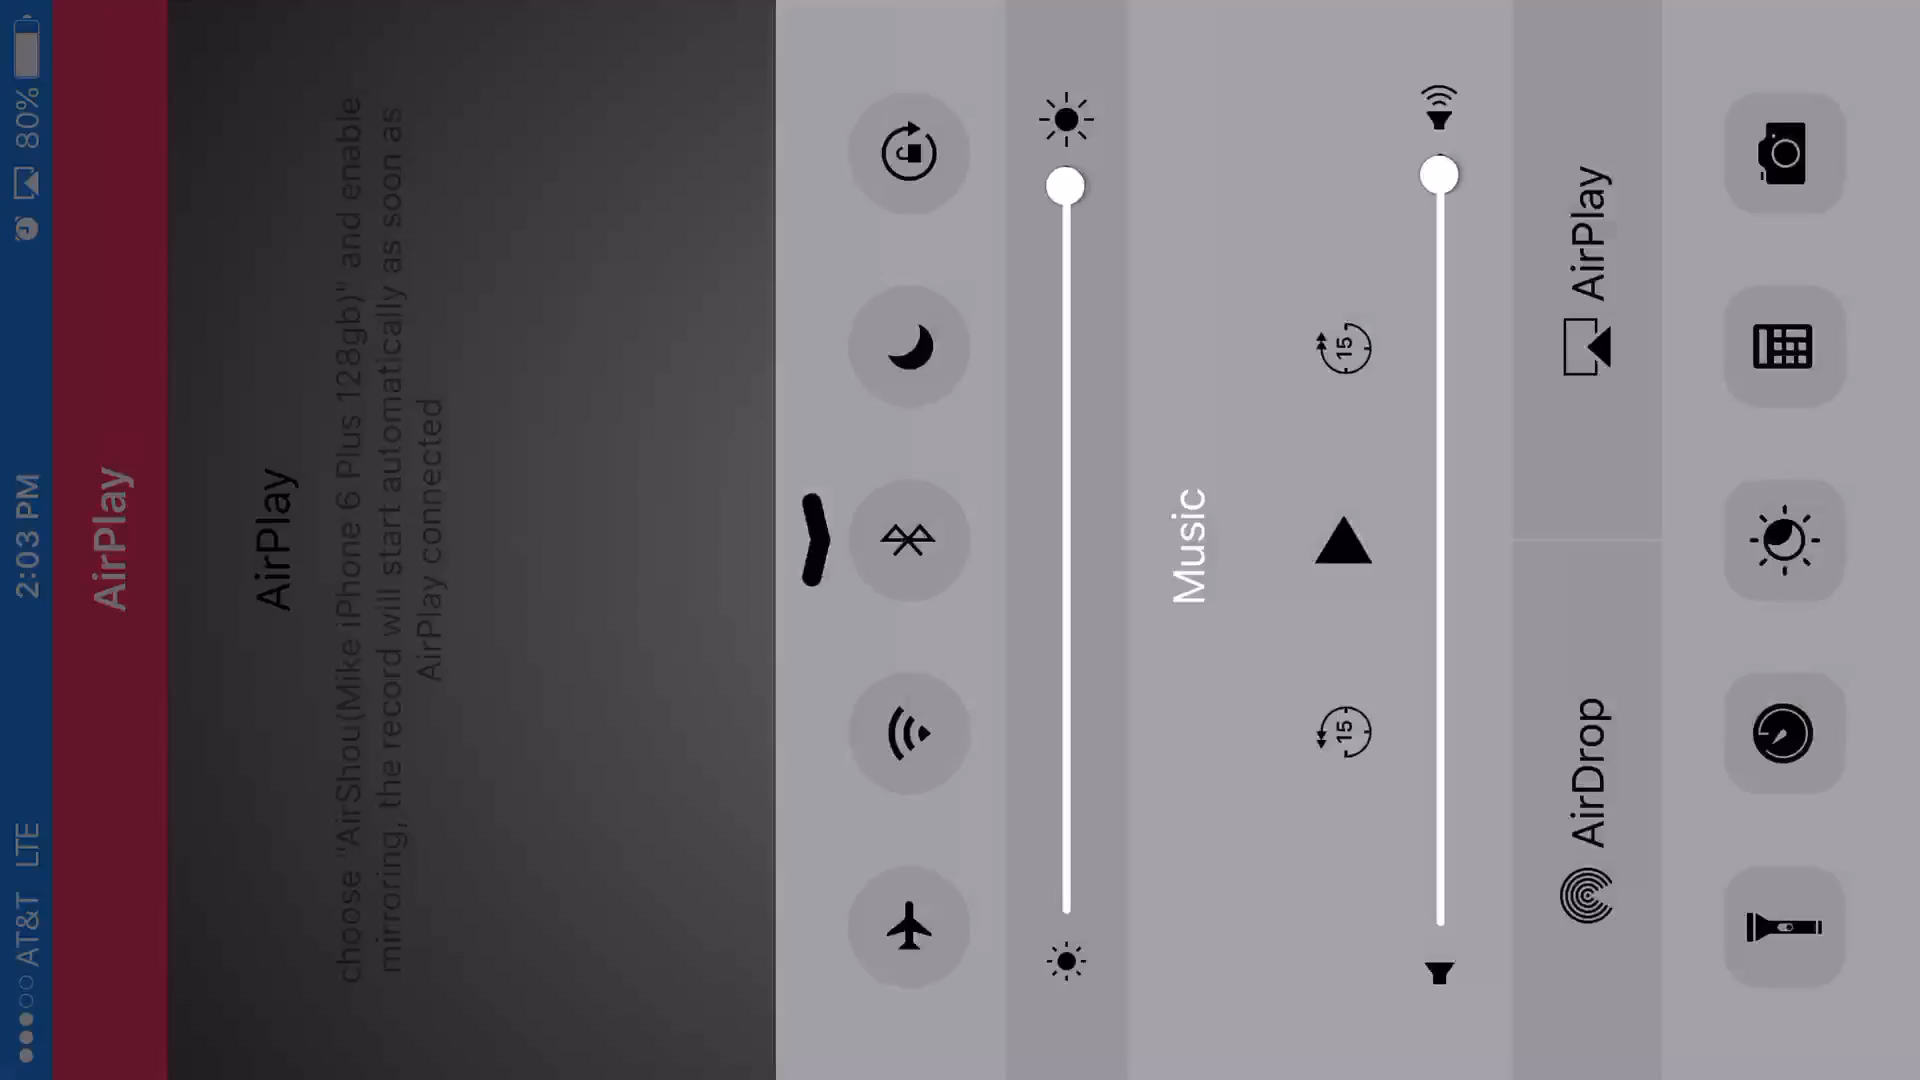 AT&T LTE 2:03 PM 80%
AirPlay
AirPlay
choose "AirShou(Mike iPhone 6 Plus 128gb)" and enable
mirroring, the record will start automatically as soon as
AirPlay connected
Music
15 15
AirDrop AirPlay